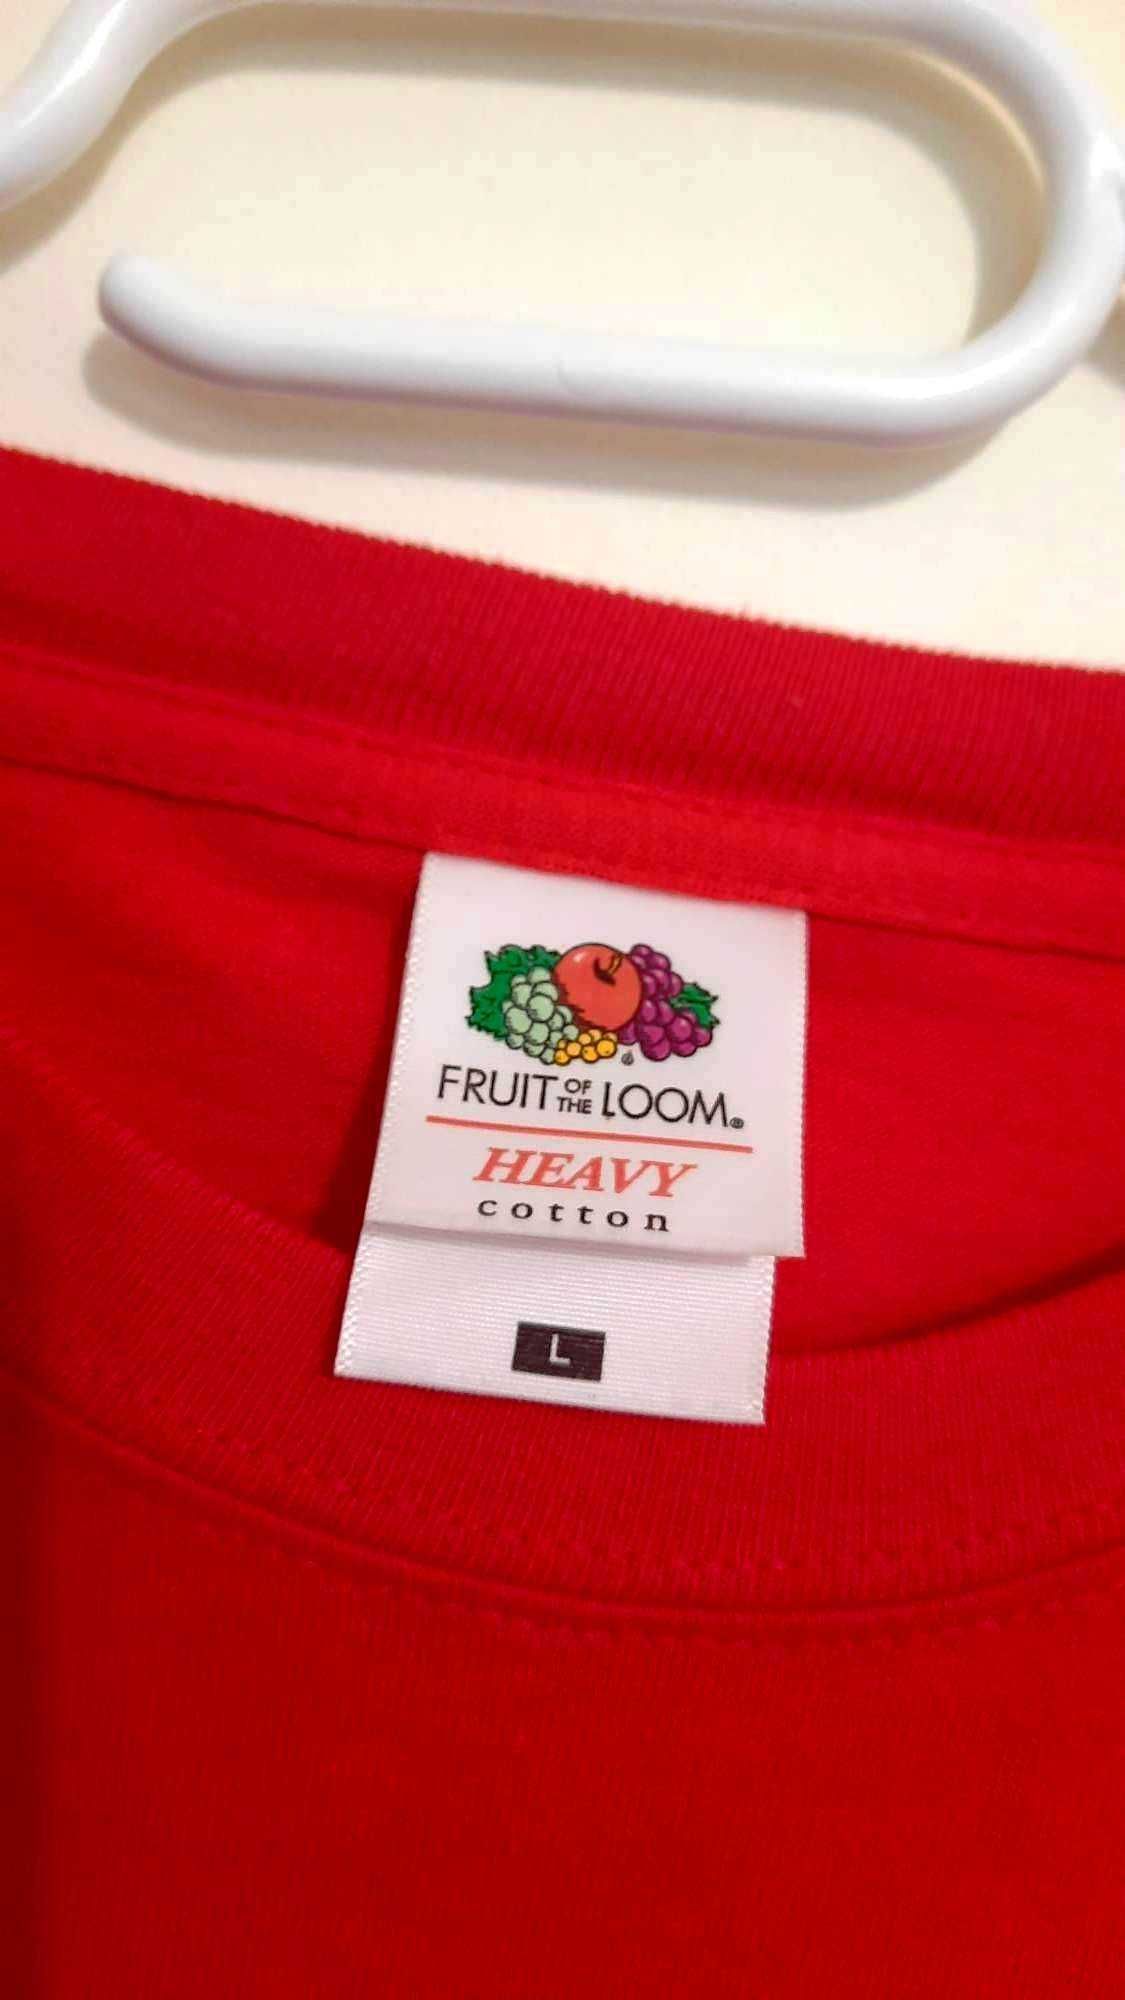 FRUIT OF THE LOOM®
HEAVY
cotton
L